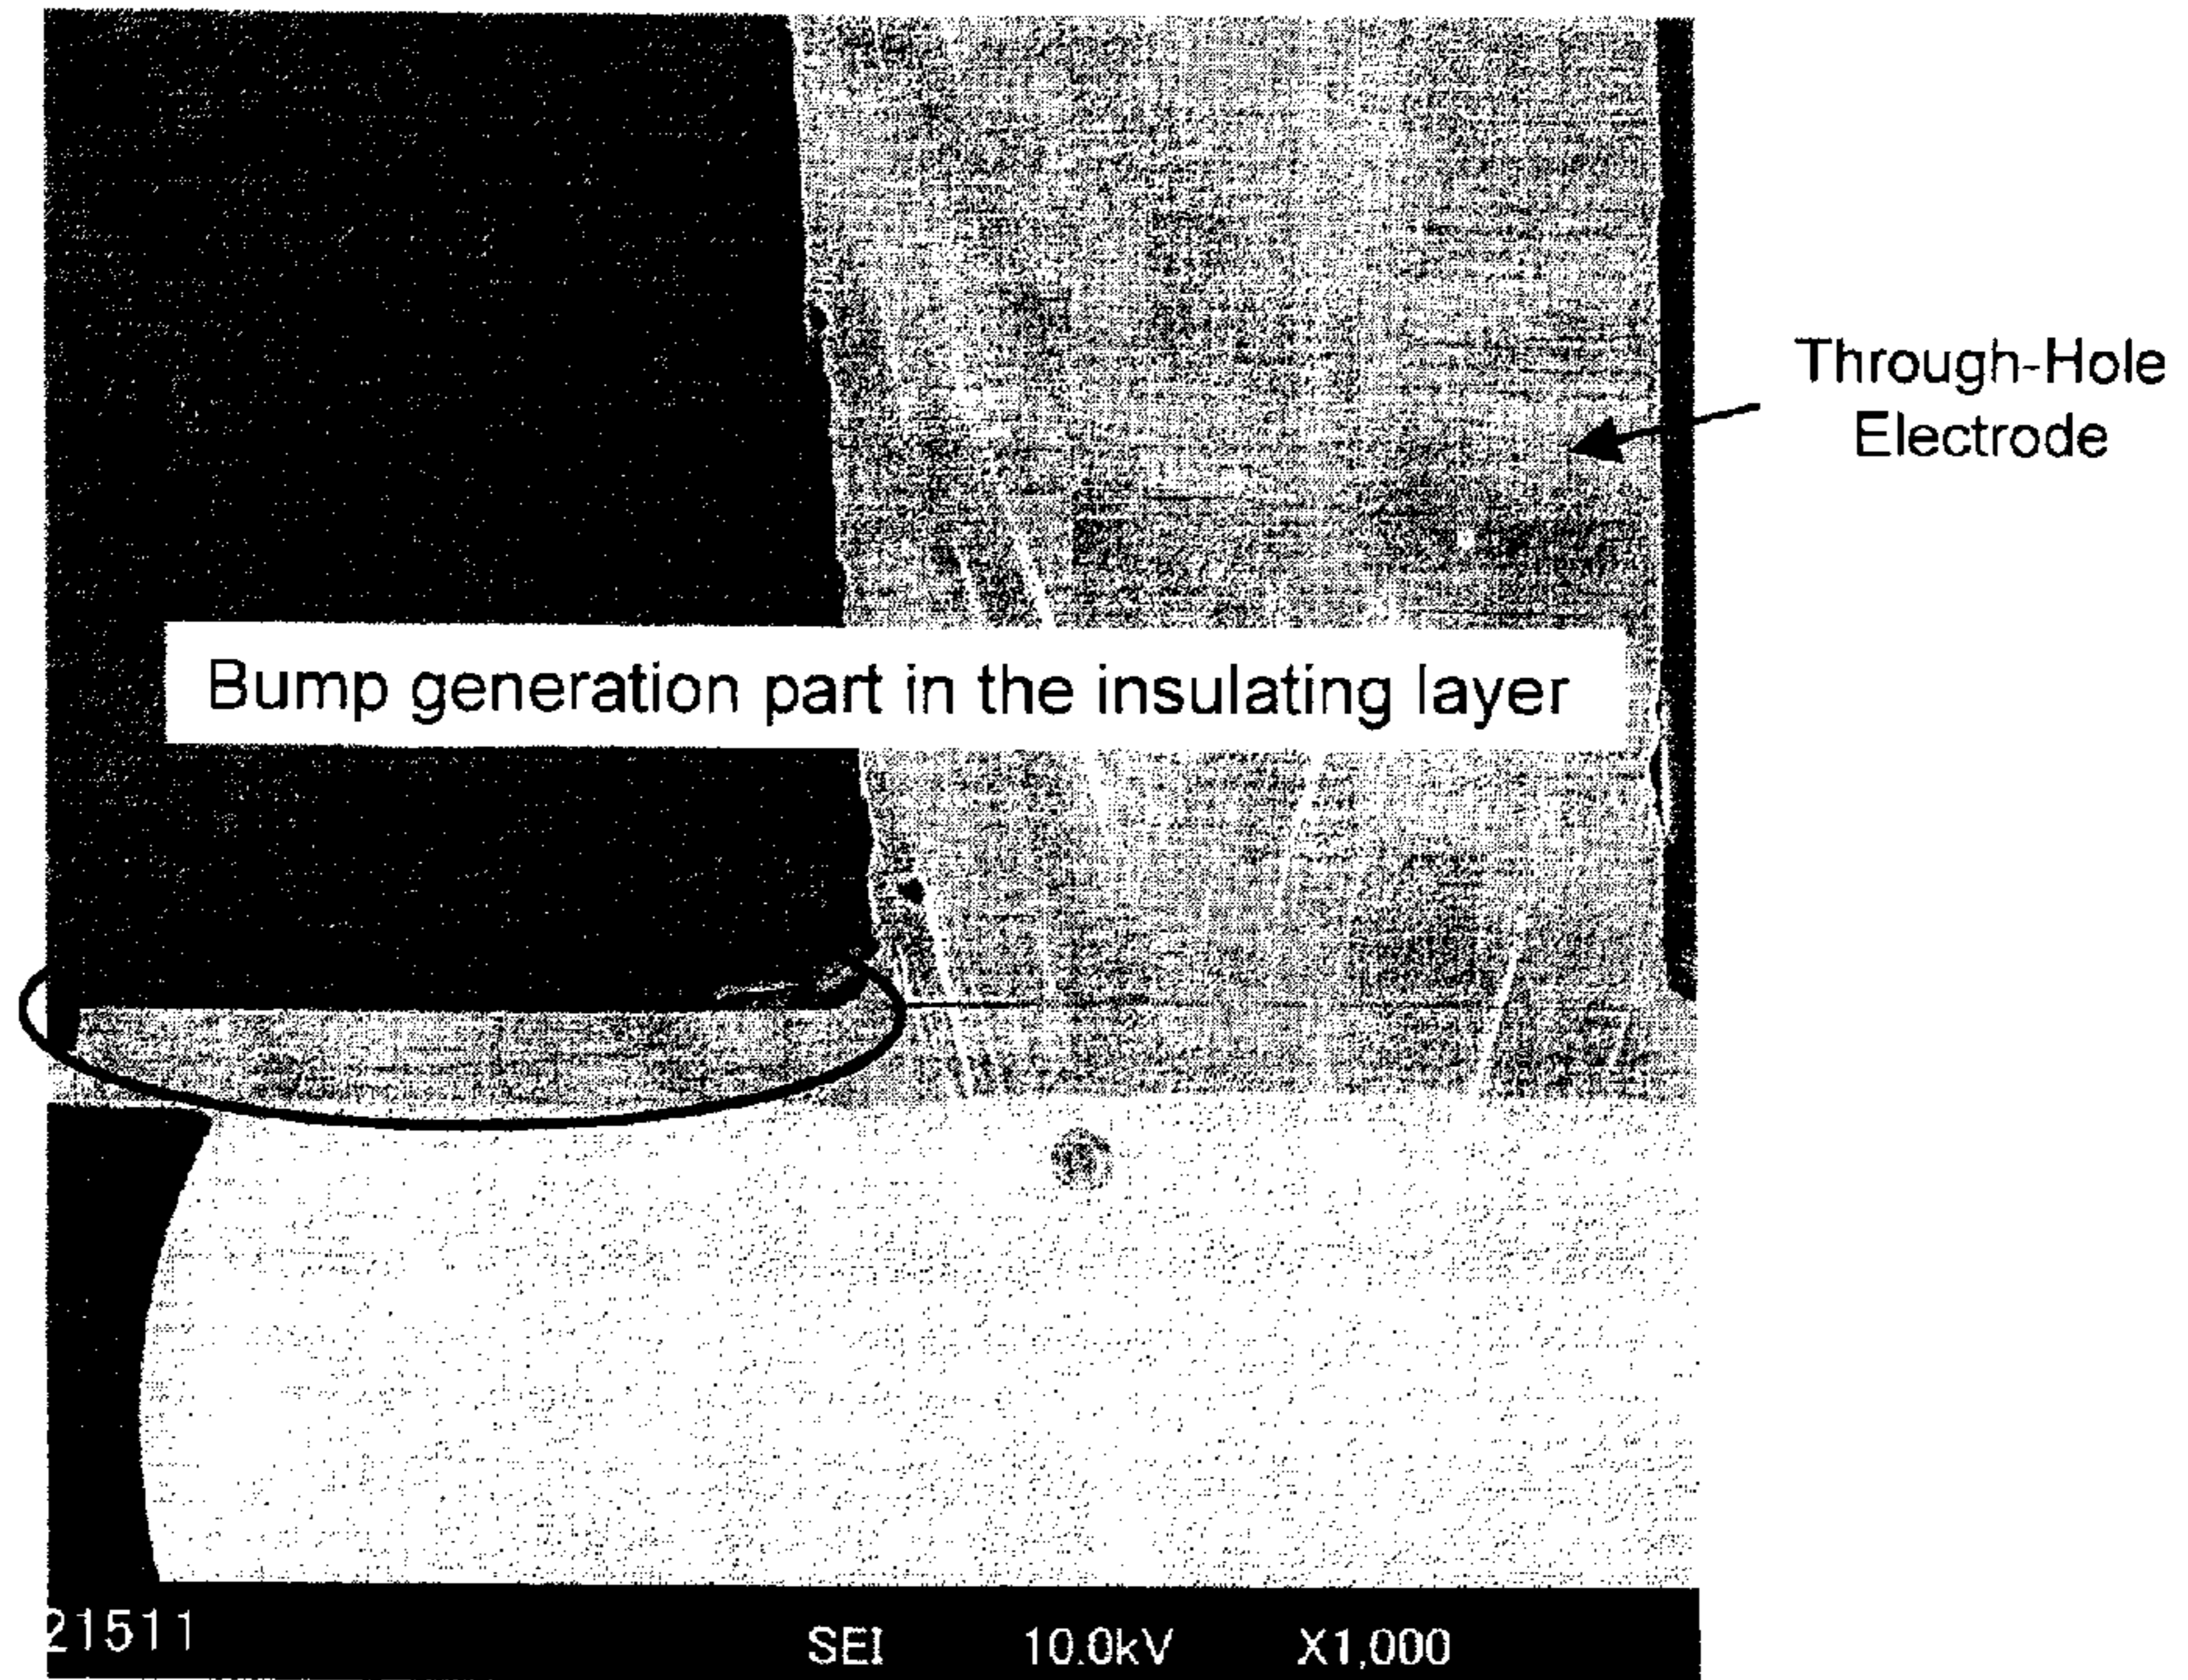 Through-Hole
Electrode
Bump generation part in the insulating layer
21511 SEI 10.0kV X1,000